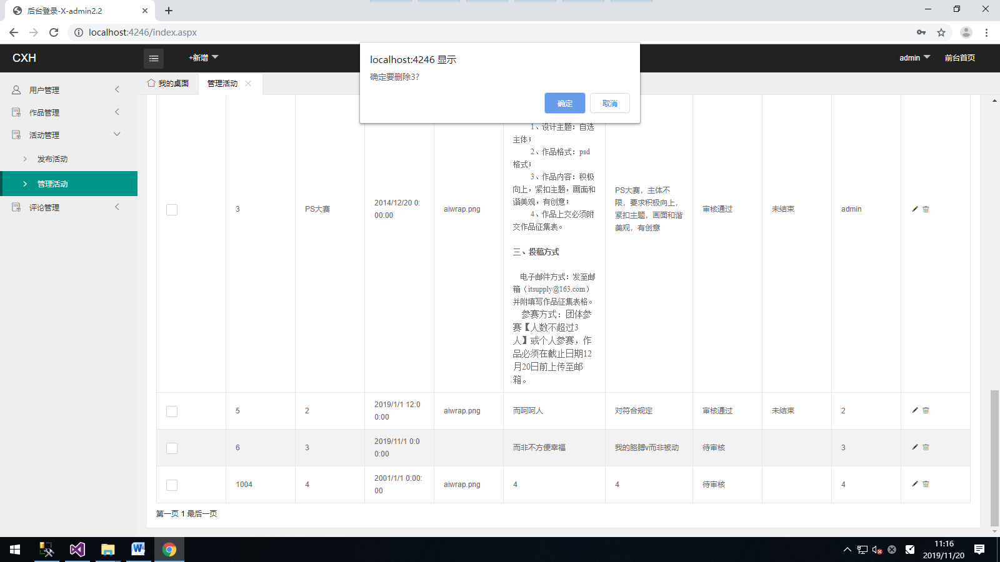 后台登录-X-admin2.2
localhost:4246/index.aspx
CXH
+新增
admin
前台首页
localhost:4246 显示
确定要删除3?
确定
取消
用户管理
作品管理
活动管理
发布活动
管理活动
评论管理
我的桌面
管理活动
3
PS大赛
2014/12/20 0:
00:00
aiwrap.png
1、设计主题：自选
主体；
2、作品格式：psd
格式；
3、作品内容：积极
向上，紧扣主题，画面和
谐美观，有创意；
4、作品上交必须附
交作品征集表。
三、投稿方式
电子邮件方式：发至邮
箱（itsupply@163.com）
并附填写作品征集表格。
参赛方式：团体参
赛【人数不超过3
人】或个人参赛，作
品必须在截止日期12
月20日前上传至邮
箱。
PS大赛，主体不
限，要求积极向上，
紧扣主题，画面和谐
美观，有创意
审核通过
未结束
admin
5
2
2019/1/1 12:0
0:00
aiwrap.png
而呵呵人
对符合规定
审核通过
未结束
2
6
3
2019/11/1 0:0
0:00
而非不方便幸福
我的胳膊v而非被动
待审核
3
1004
4
2001/1/1 0:00:
00
aiwrap.png
4
4
待审核
4
第一页 1 最后一页
11:16
2019/11/20